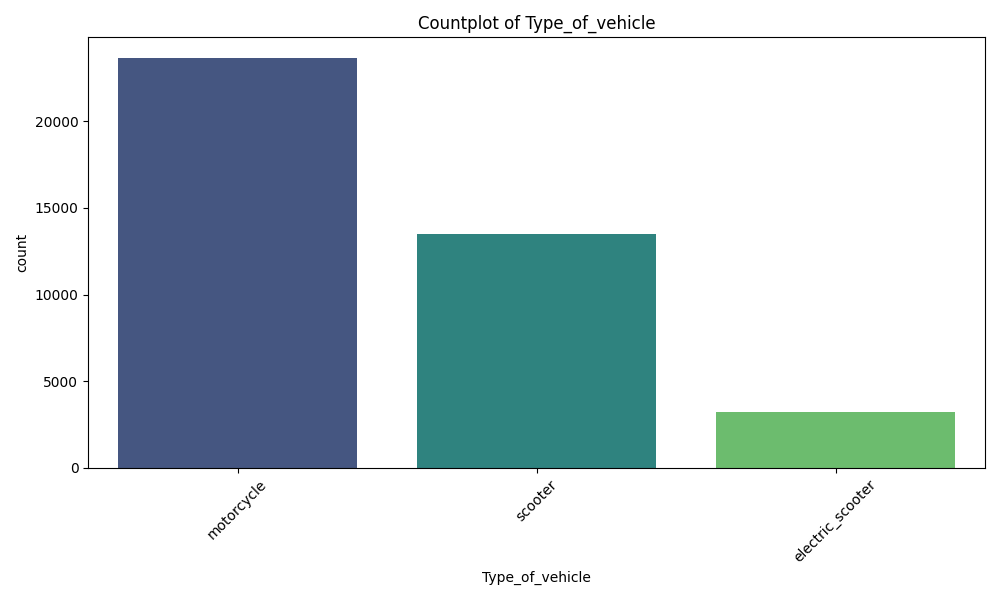 Countplot of Type_of_vehicle
count
20000
15000
10000
5000
0
motorcycle
scooter
electric_scooter
Type_of_vehicle